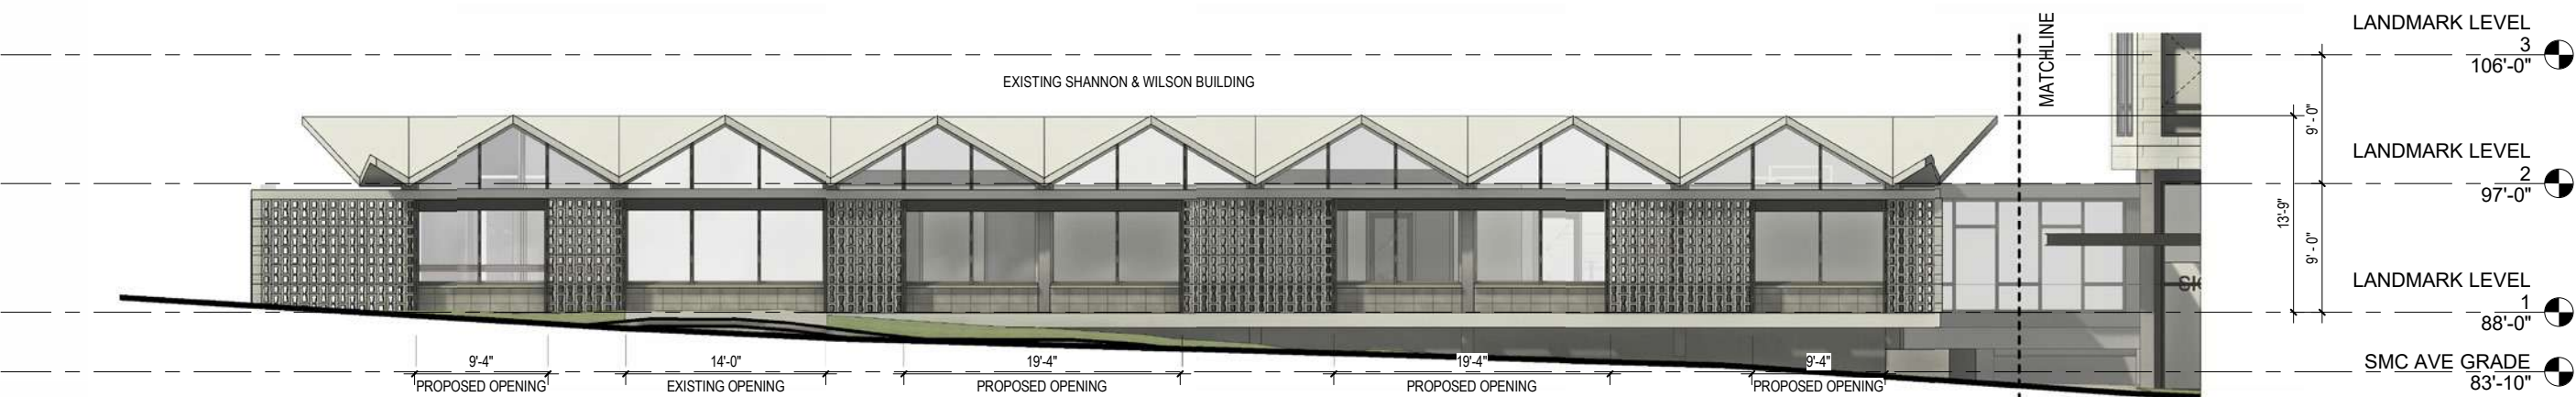 LANDMARK LEVEL
3
106'-0"
MATCHLINE
EXISTING SHANNON & WILSON BUILDING
9' - 0"
LANDMARK LEVEL
2
97'-0"
13'-9"
9' - 0"
LANDMARK LEVEL
1
88'-0"
9'-4"
14'-0"
19'-4"
19'-4"
9'-4"
PROPOSED OPENING
EXISTING OPENING
PROPOSED OPENING
PROPOSED OPENING
PROPOSED OPENING
SMC AVE GRADE
83'-10"